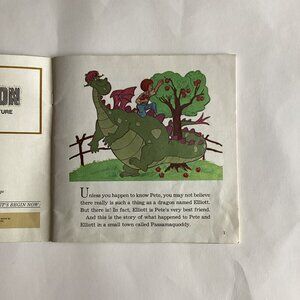 ON
TURE
T'S BEGIN NOW
Unless you happen to know Pete, you may not believe
there really is such a thing as a dragon named Elliott.
But there is! In fact, Elliott is Pete's very best friend.
And this is the story of what happened to Pete and
Elliott in a small town called Passamaquoddy.
1